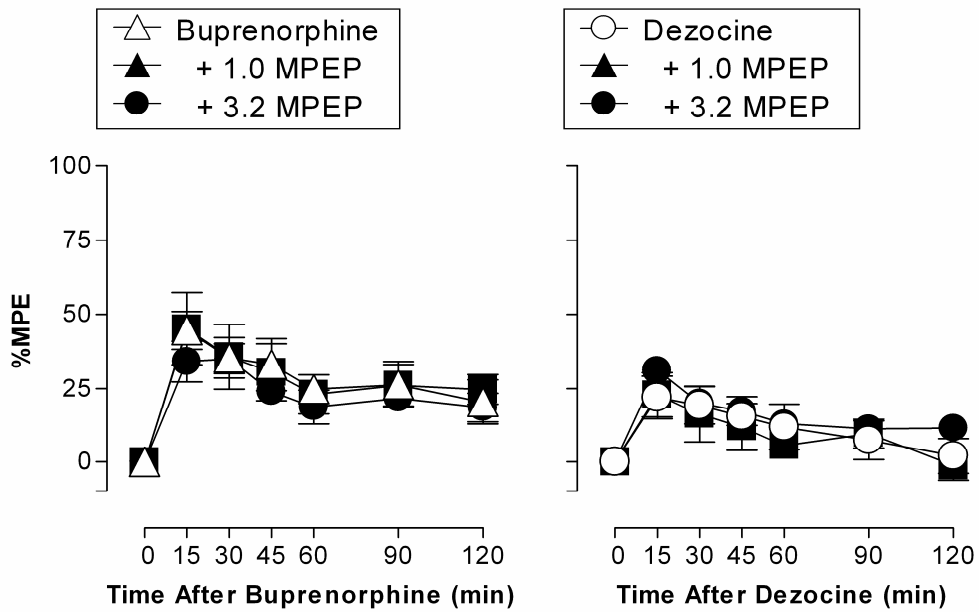 Buprenorphine
+ 1.0 MPEP
+ 3.2 MPEP
Dezocine
+ 1.0 MPEP
+ 3.2 MPEP
100
75
50
25
0
%MPE
0 15 30 45 60 90 120
0 15 30 45 60 90 120
Time After Buprenorphine (min)
Time After Dezocine (min)